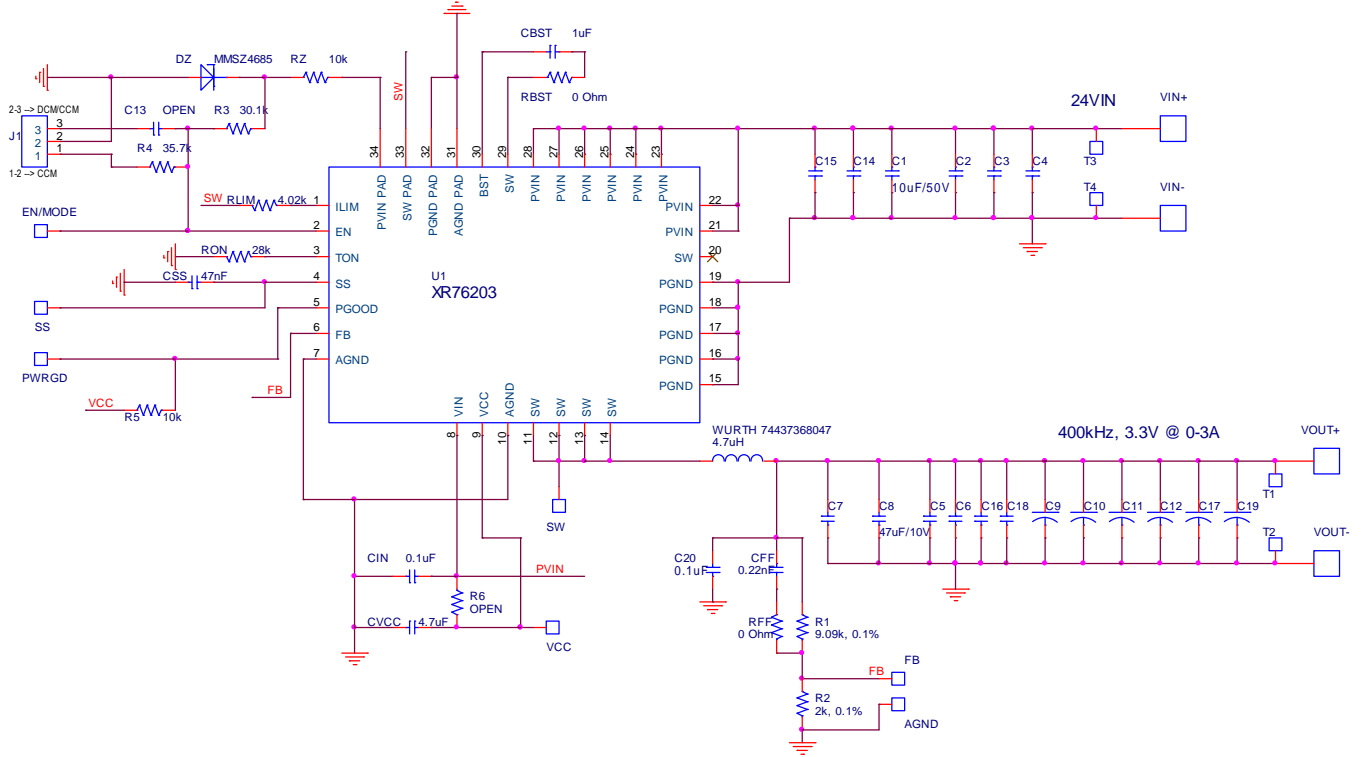 CBST 1uF
DZ MMSZ4685 RZ 10k
RBST 0 Ohm
SW
24VIN
VIN+
2-3 --> DCM/CCM
C13 OPEN R3 30.1k
J1 3
2
1
R4 35.7k
1-2 --> CCM
34 33 32 31 30 29 28 27 26 25 24 23
PVIN PAD
SW PAD
PGND PAD
AGND PAD
BST
SW
PVIN
PVIN
PVIN
PVIN
PVIN
PVIN
C15 C14 C1 C2 C3 C4
10uF/50V
T3
T4
VIN-
SW RLIM 4.02k 1 ILIM
PVIN 22
EN/MODE
2 EN
PVIN 21
RON 28k 3 TON
SW 20
CSS 47nF 4 SS
PGND 19
U1
XR76203
5 PGOOD
PGND 18
SS
6 FB
PGND 17
7 AGND
PGND 16
PWRGD
PGND 15
FB
VCC
R5 10k
VIN
VCC
AGND
SW
SW
SW
SW
8 9 10 11 12 13 14
WURTH 74437368047
4.7uH
400kHz, 3.3V @ 0-3A
VOUT+
T1
SW
C7 C8 C5 C6 C16 C18 C9 C10 C11 C12 C17 C19
47uF/10V
T2
VOUT-
CIN 0.1uF
PVIN
C20
0.1uF
CFF
0.22nF
R6
OPEN
CVCC 4.7uF
VCC
RFF
0 Ohm
R1
9.09k, 0.1%
FB
FB
R2
2k, 0.1%
AGND